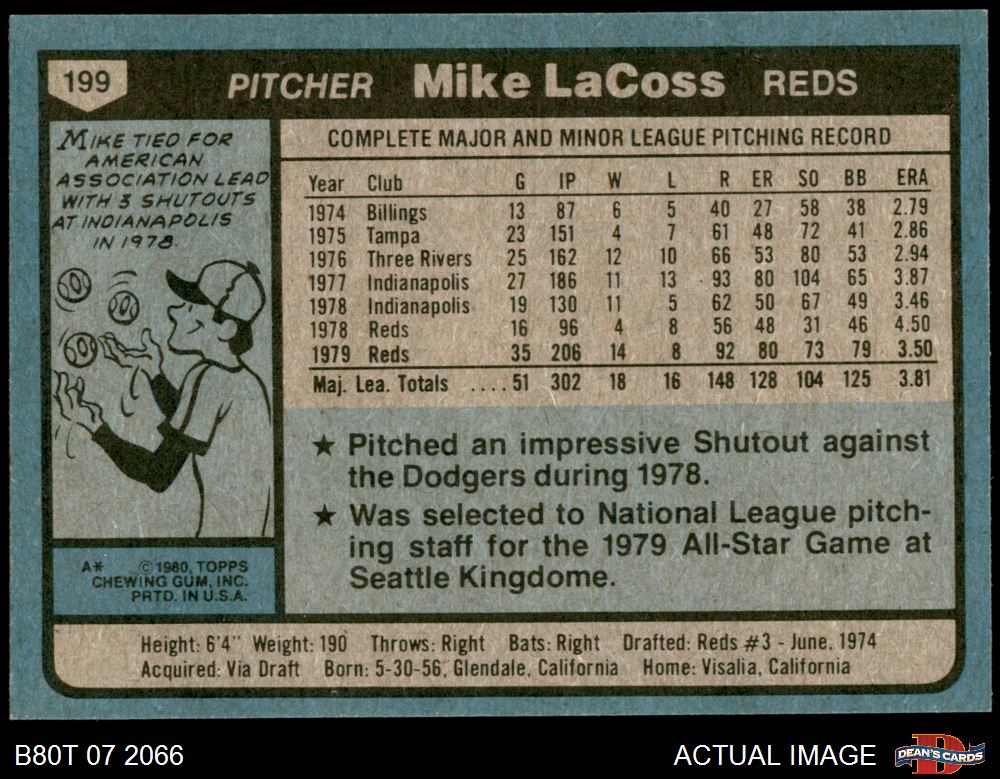 199
PITCHER Mike LaCoss REDS
MIKE TIED FOR
AMERICAN
ASSOCIATION LEAD
WITH 3 SHUTOUTS
AT INDIANAPOLIS
IN 1978.
COMPLETE MAJOR AND MINOR LEAGUE PITCHING RECORD
Year Club G IP W L R ER SO BB ERA
1974 Billings 13 87 6 5 40 27 58 38 2.79
1975 Tampa 23 151 4 7 61 48 72 41 2.86
1976 Three Rivers 25 162 12 10 66 53 80 53 2.94
1977 Indianapolis 27 186 11 13 93 80 104 65 3.87
1978 Indianapolis 19 130 11 5 62 50 67 49 3.46
1978 Reds 16 96 4 8 56 48 31 46 4.50
1979 Reds 35 206 14 8 92 80 73 79 3.50
Maj. Lea. Totals ....51 302 18 16 148 128 104 125 3.81
★ Pitched an impressive Shutout against
the Dodgers during 1978.
★ Was selected to National League pitch-
ing staff for the 1979 All-Star Game at
Seattle Kingdome.
A* ©1980, TOPPS
CHEWING GUM, INC.
PRTD. IN U.S.A.
Height: 6'4" Weight: 190 Throws: Right Bats: Right Drafted: Reds #3 - June, 1974
Acquired: Via Draft Born: 5-30-56, Glendale, California Home: Visalia, California
B80T 07 2066
ACTUAL IMAGE
D
DEAN'S CARDS